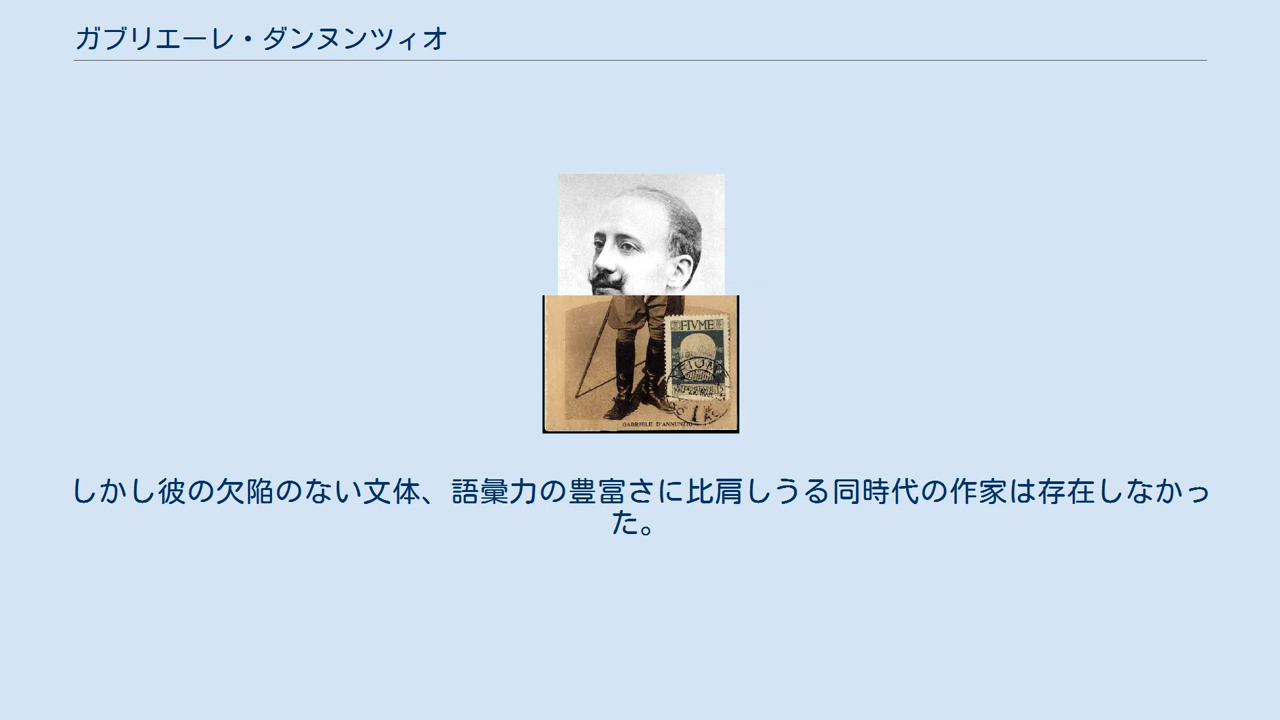 ガブリエーレ・ダンヌンツィオ
FIVME
GABRIELE D'ANNUNZIO
しかし彼の欠陥のない文体、語彙力の豊富さに比肩しうる同時代の作家は存在しなかっ
た。